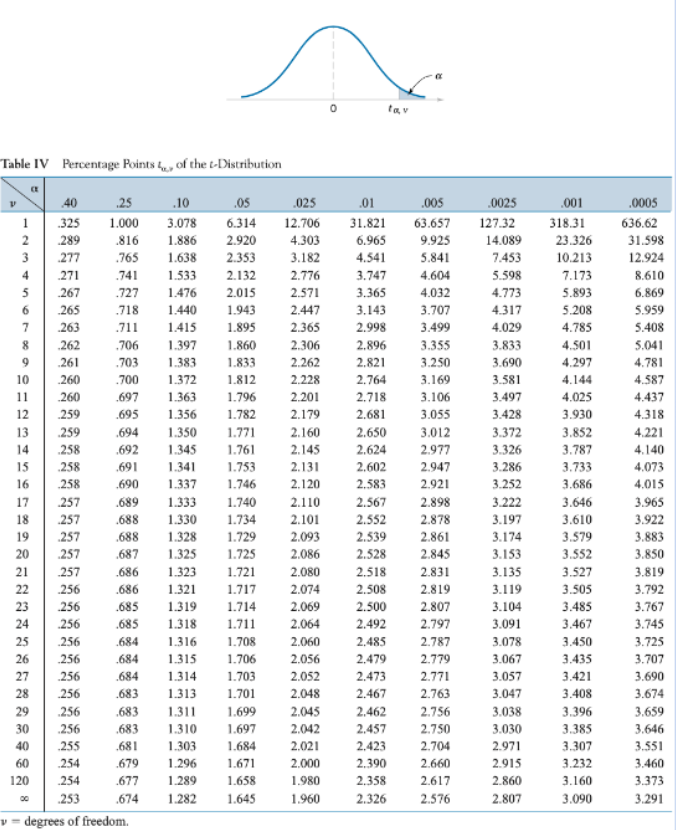 α
0 tα, ν
Table IV Percentage Points tα,ν of the t-Distribution
α
ν .40 .25 .10 .05 .025 .01 .005 .0025 .001 .0005
1 .325 1.000 3.078 6.314 12.706 31.821 63.657 127.32 318.31 636.62
2 .289 .816 1.886 2.920 4.303 6.965 9.925 14.089 23.326 31.598
3 .277 .765 1.638 2.353 3.182 4.541 5.841 7.453 10.213 12.924
4 .271 .741 1.533 2.132 2.776 3.747 4.604 5.598 7.173 8.610
5 .267 .727 1.476 2.015 2.571 3.365 4.032 4.773 5.893 6.869
6 .265 .718 1.440 1.943 2.447 3.143 3.707 4.317 5.208 5.959
7 .263 .711 1.415 1.895 2.365 2.998 3.499 4.029 4.785 5.408
8 .262 .706 1.397 1.860 2.306 2.896 3.355 3.833 4.501 5.041
9 .261 .703 1.383 1.833 2.262 2.821 3.250 3.690 4.297 4.781
10 .260 .700 1.372 1.812 2.228 2.764 3.169 3.581 4.144 4.587
11 .260 .697 1.363 1.796 2.201 2.718 3.106 3.497 4.025 4.437
12 .259 .695 1.356 1.782 2.179 2.681 3.055 3.428 3.930 4.318
13 .259 .694 1.350 1.771 2.160 2.650 3.012 3.372 3.852 4.221
14 .258 .692 1.345 1.761 2.145 2.624 2.977 3.326 3.787 4.140
15 .258 .691 1.341 1.753 2.131 2.602 2.947 3.286 3.733 4.073
16 .258 .690 1.337 1.746 2.120 2.583 2.921 3.252 3.686 4.015
17 .257 .689 1.333 1.740 2.110 2.567 2.898 3.222 3.646 3.965
18 .257 .688 1.330 1.734 2.101 2.552 2.878 3.197 3.610 3.922
19 .257 .688 1.328 1.729 2.093 2.539 2.861 3.174 3.579 3.883
20 .257 .687 1.325 1.725 2.086 2.528 2.845 3.153 3.552 3.850
21 .257 .686 1.323 1.721 2.080 2.518 2.831 3.135 3.527 3.819
22 .256 .686 1.321 1.717 2.074 2.508 2.819 3.119 3.505 3.792
23 .256 .685 1.319 1.714 2.069 2.500 2.807 3.104 3.485 3.767
24 .256 .685 1.318 1.711 2.064 2.492 2.797 3.091 3.467 3.745
25 .256 .684 1.316 1.708 2.060 2.485 2.787 3.078 3.450 3.725
26 .256 .684 1.315 1.706 2.056 2.479 2.779 3.067 3.435 3.707
27 .256 .684 1.314 1.703 2.052 2.473 2.771 3.057 3.421 3.690
28 .256 .683 1.313 1.701 2.048 2.467 2.763 3.047 3.408 3.674
29 .256 .683 1.311 1.699 2.045 2.462 2.756 3.038 3.396 3.659
30 .256 .683 1.310 1.697 2.042 2.457 2.750 3.030 3.385 3.646
40 .255 .681 1.303 1.684 2.021 2.423 2.704 2.971 3.307 3.551
60 .254 .679 1.296 1.671 2.000 2.390 2.660 2.915 3.232 3.460
120 .254 .677 1.289 1.658 1.980 2.358 2.617 2.860 3.160 3.373
∞ .253 .674 1.282 1.645 1.960 2.326 2.576 2.807 3.090 3.291
ν = degrees of freedom.